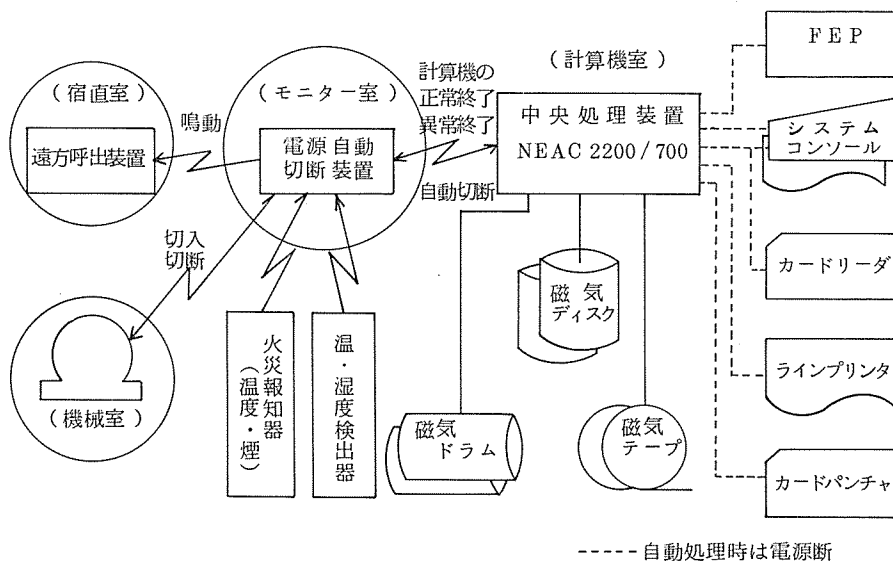 (宿直室)
遠方呼出装置
鳴動
(モニター室)
電源自動
切断装置
計算機の
正常終了
異常終了
自動切断
(計算機室)
中央処理装置
NEAC 2200/700
FEP
システム
コンソール
カードリーダ
ラインプリンタ
カードパンチャ
切入
切断
(機械室)
火災報知器
(温度・煙)
温・湿度検出器
磁気
ディスク
磁気
ドラム
磁気
テープ
-----自動処理時は電源断